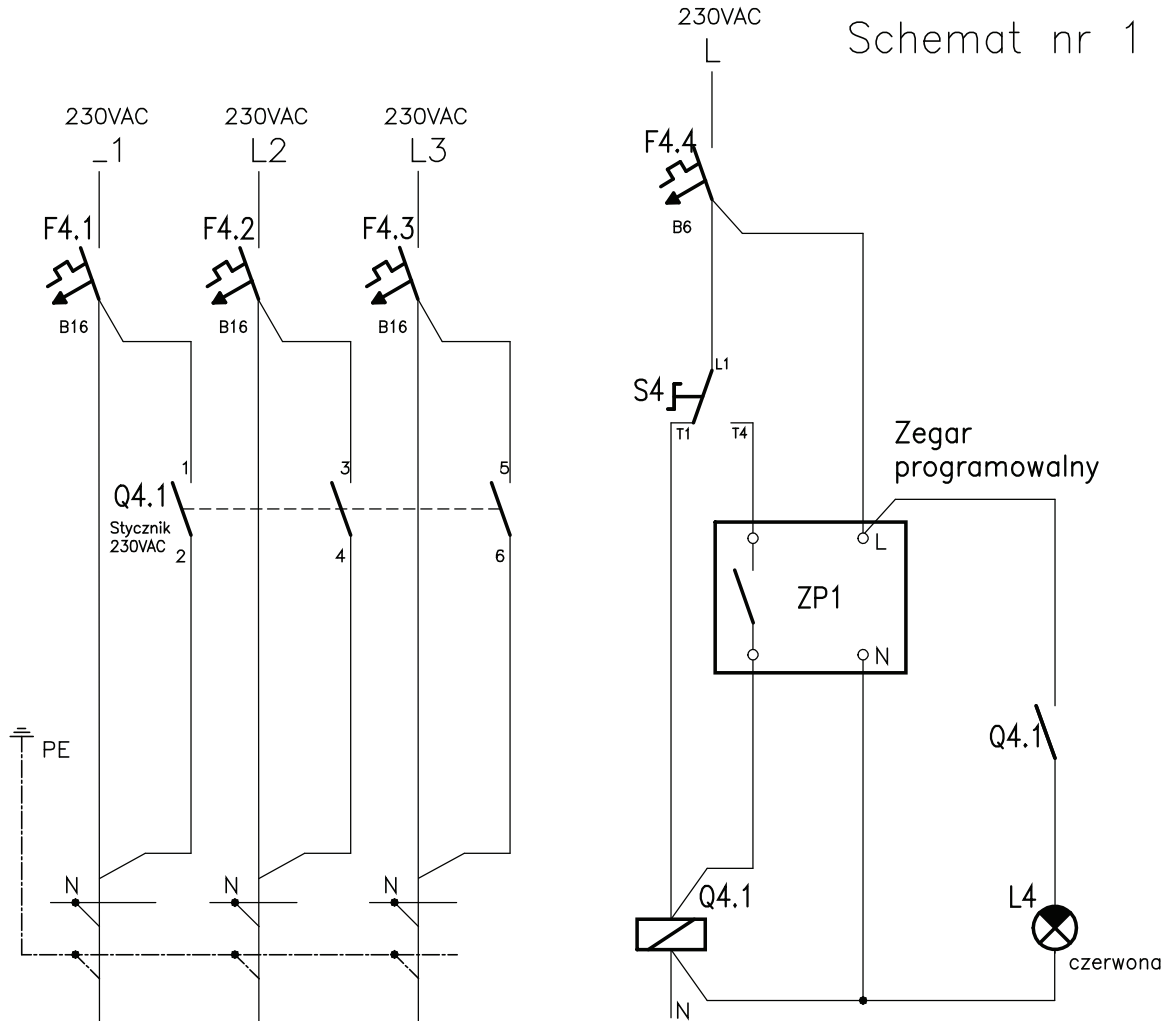 Schemat nr 1
230VAC
L
230VAC
_1
230VAC
L2
230VAC
L3
F4.1
B16
F4.2
B16
F4.3
B16
F4.4
B6
S4
L1
T1
T4
Zegar
programowalny
1
3
5
Q4.1
Stycznik
230VAC
2
4
6
L
ZP1
N
PE
Q4.1
N
N
N
Q4.1
L4
czerwona
N